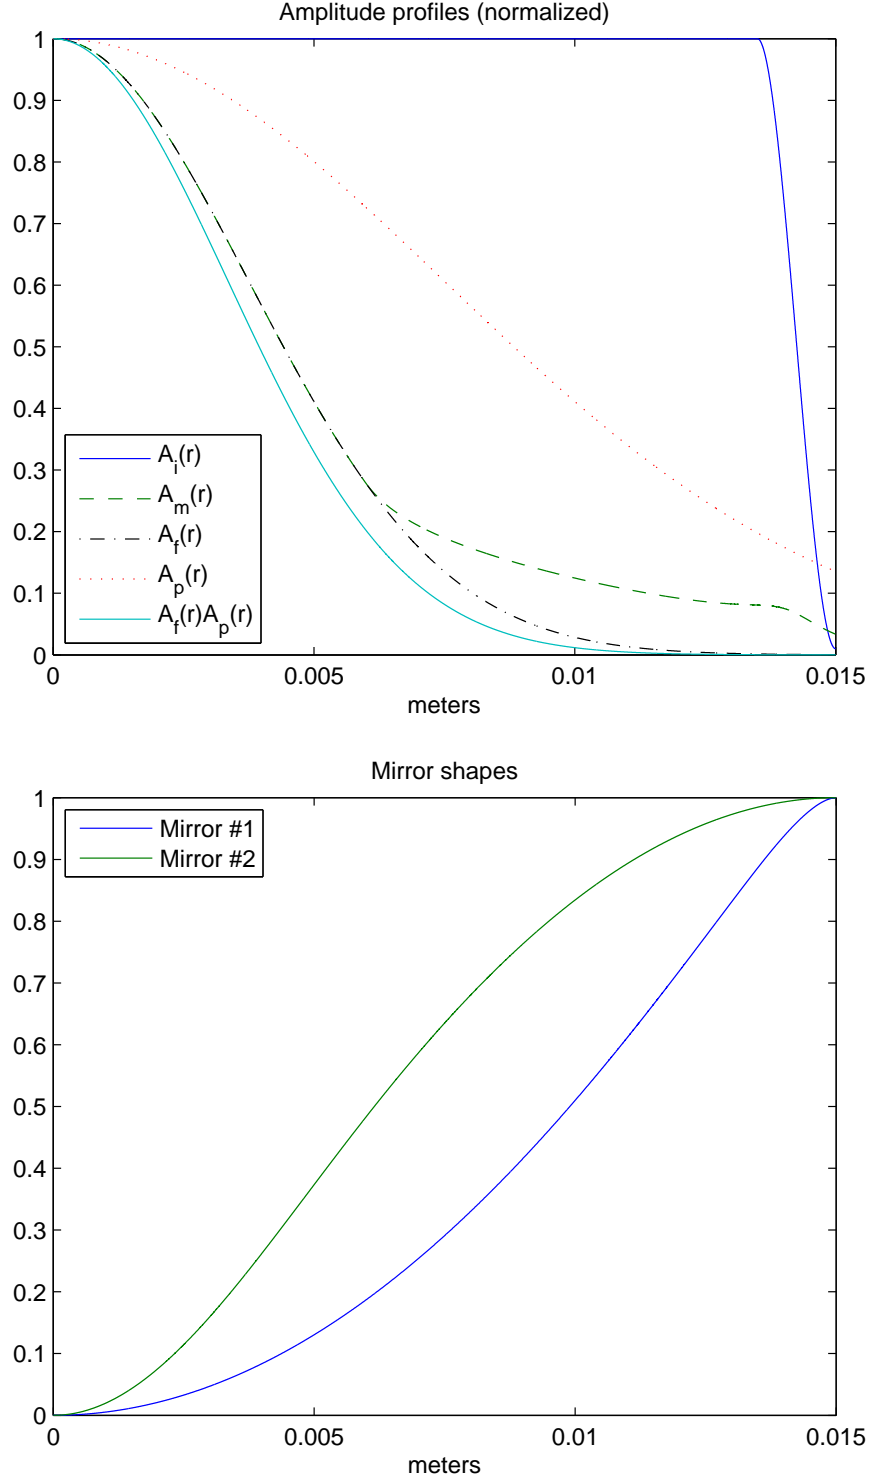 Amplitude profiles (normalized)
1
0.9
0.8
0.7
0.6
0.5
0.4
0.3
0.2
0.1
0
A_i(r)
A_m(r)
A_f(r)
A_p(r)
A_f(r)A_p(r)
0 0.005 0.01 0.015
meters
Mirror shapes
1
0.9
0.8
0.7
0.6
0.5
0.4
0.3
0.2
0.1
0
Mirror #1
Mirror #2
0 0.005 0.01 0.015
meters